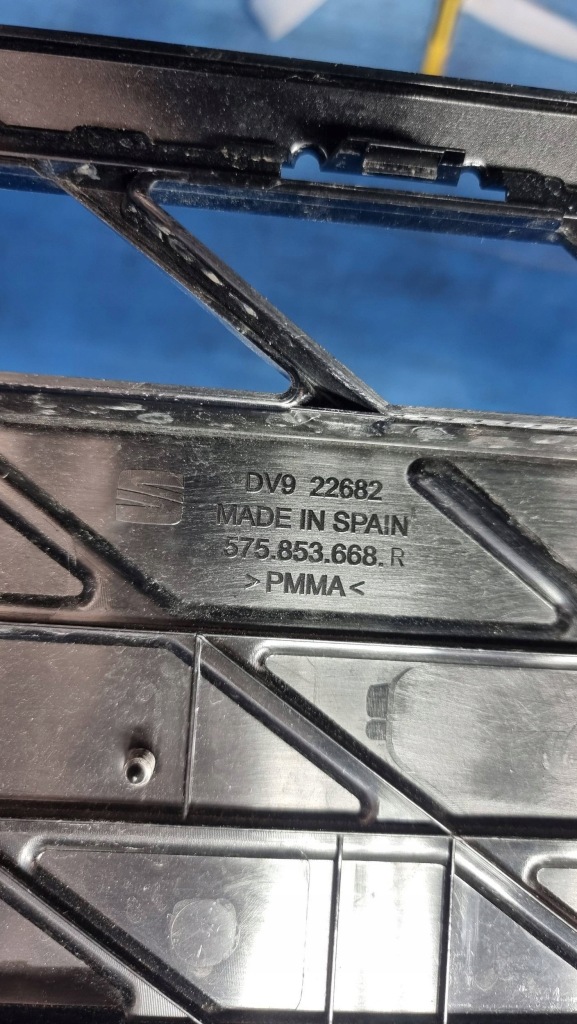 DV9 22682
MADE IN SPAIN
575.853.668.R
>PMMA<